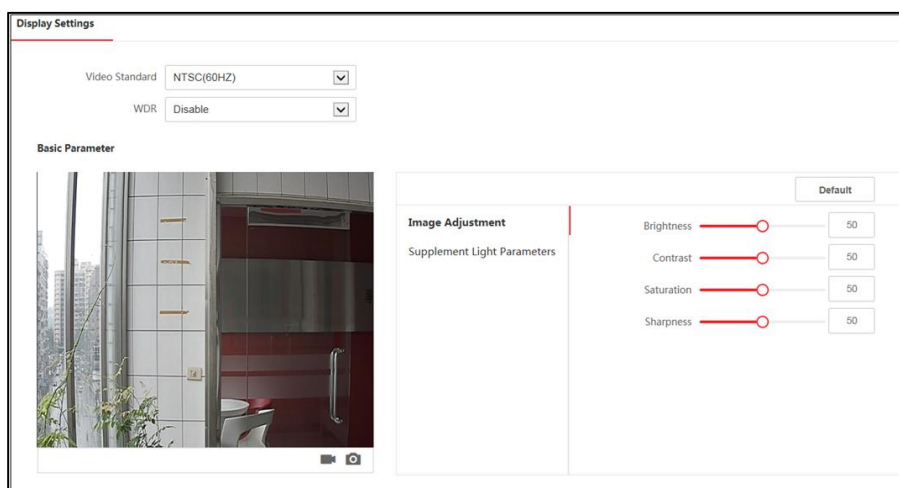 Display Settings
Video Standard NTSC(60HZ)
WDR Disable
Basic Parameter
Default
Image Adjustment
Supplement Light Parameters
Brightness 50
Contrast 50
Saturation 50
Sharpness 50